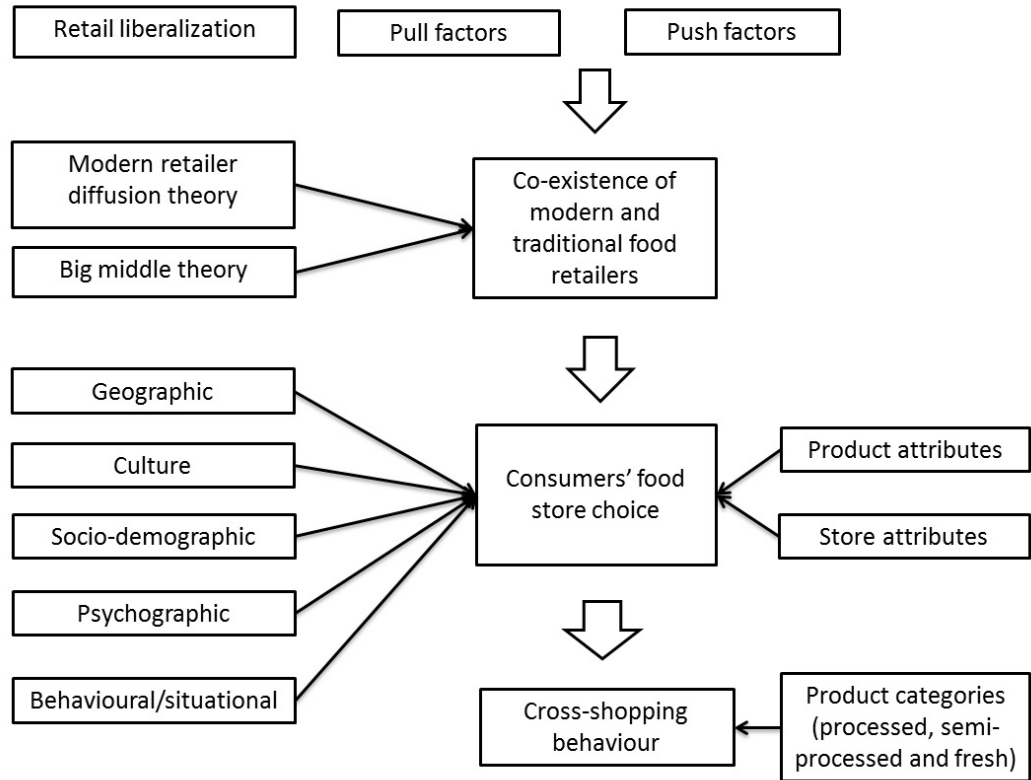 Retail liberalization
Pull factors
Push factors
Modern retailer
diffusion theory
Big middle theory
Co-existence of
modern and
traditional food
retailers
Geographic
Culture
Socio-demographic
Psychographic
Behavioural/situational
Consumers’ food
store choice
Product attributes
Store attributes
Cross-shopping
behaviour
Product categories
(processed, semi-
processed and fresh)